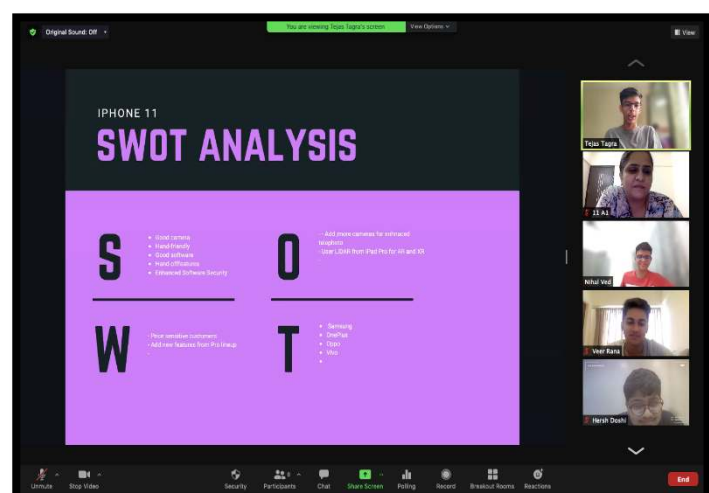 Original Sound: Off
You are viewing Tejas Tagra's screen
View Options
View
IPHONE 11
SWOT ANALYSIS
S
Good camera
Hand-friendly
Good software
Hand-off features
Enhanced Software Security
O
- Add more cameras for enhanced
telephoto
- User LiDAR from iPad Pro for AR and XR
W
- Price sensitive customers
- Add new features from Pro lineup
-
T
Samsung
OnePlus
Oppo
Vivo
Tejas Tagra
11 A1
Nihal Ved
Veer Rana
Hersh Doshi
Unmute
Stop Video
Security
Participants
Chat
Share Screen
Polling
Record
Breakout Rooms
Reactions
End